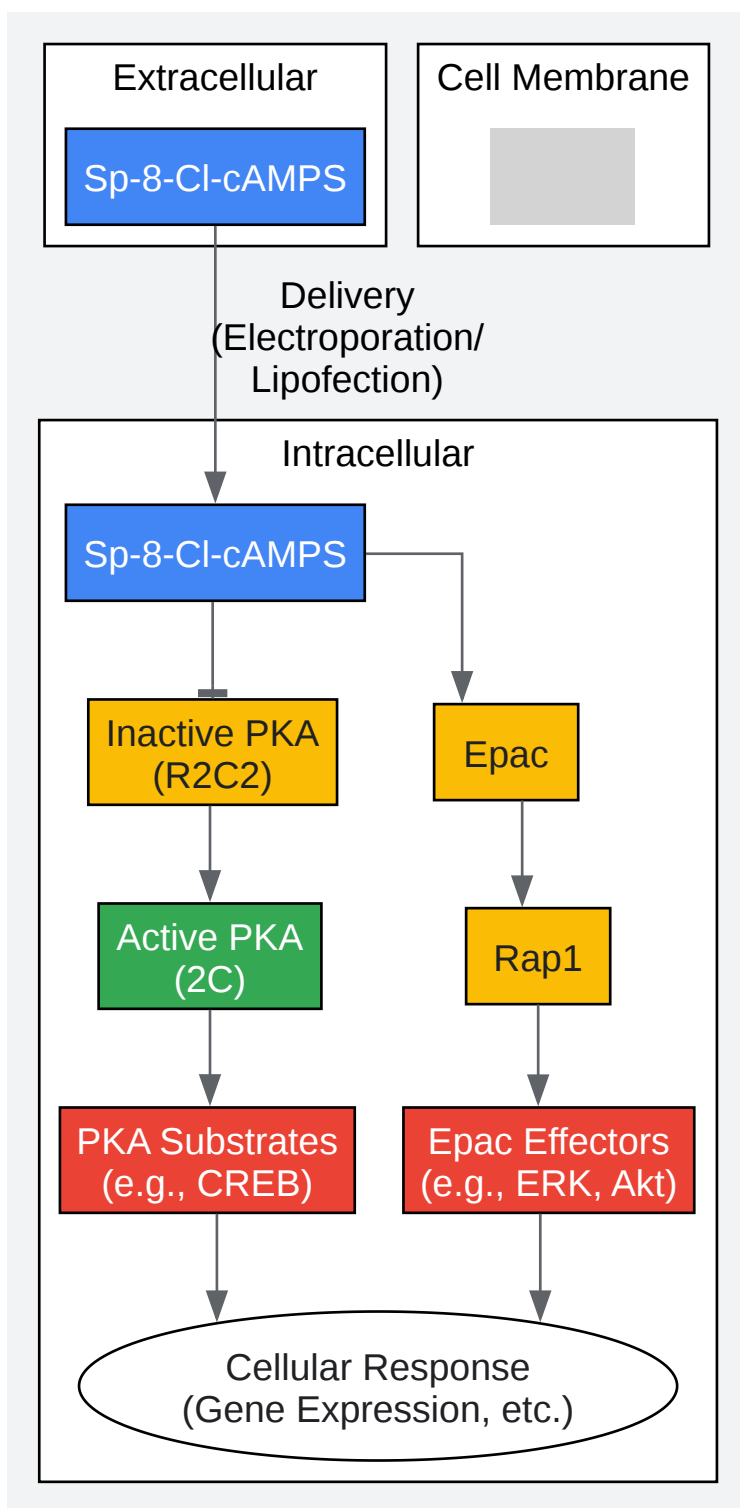 Extracellular
Cell Membrane
Sp-8-Cl-cAMPS
Delivery
(Electroporation/
Lipofection)
Intracellular
Sp-8-Cl-cAMPS
Inactive PKA
(R2C2)
Epac
Active PKA
(2C)
Rap1
PKA Substrates
(e.g., CREB)
Epac Effectors
(e.g., ERK, Akt)
Cellular Response
(Gene Expression, etc.)